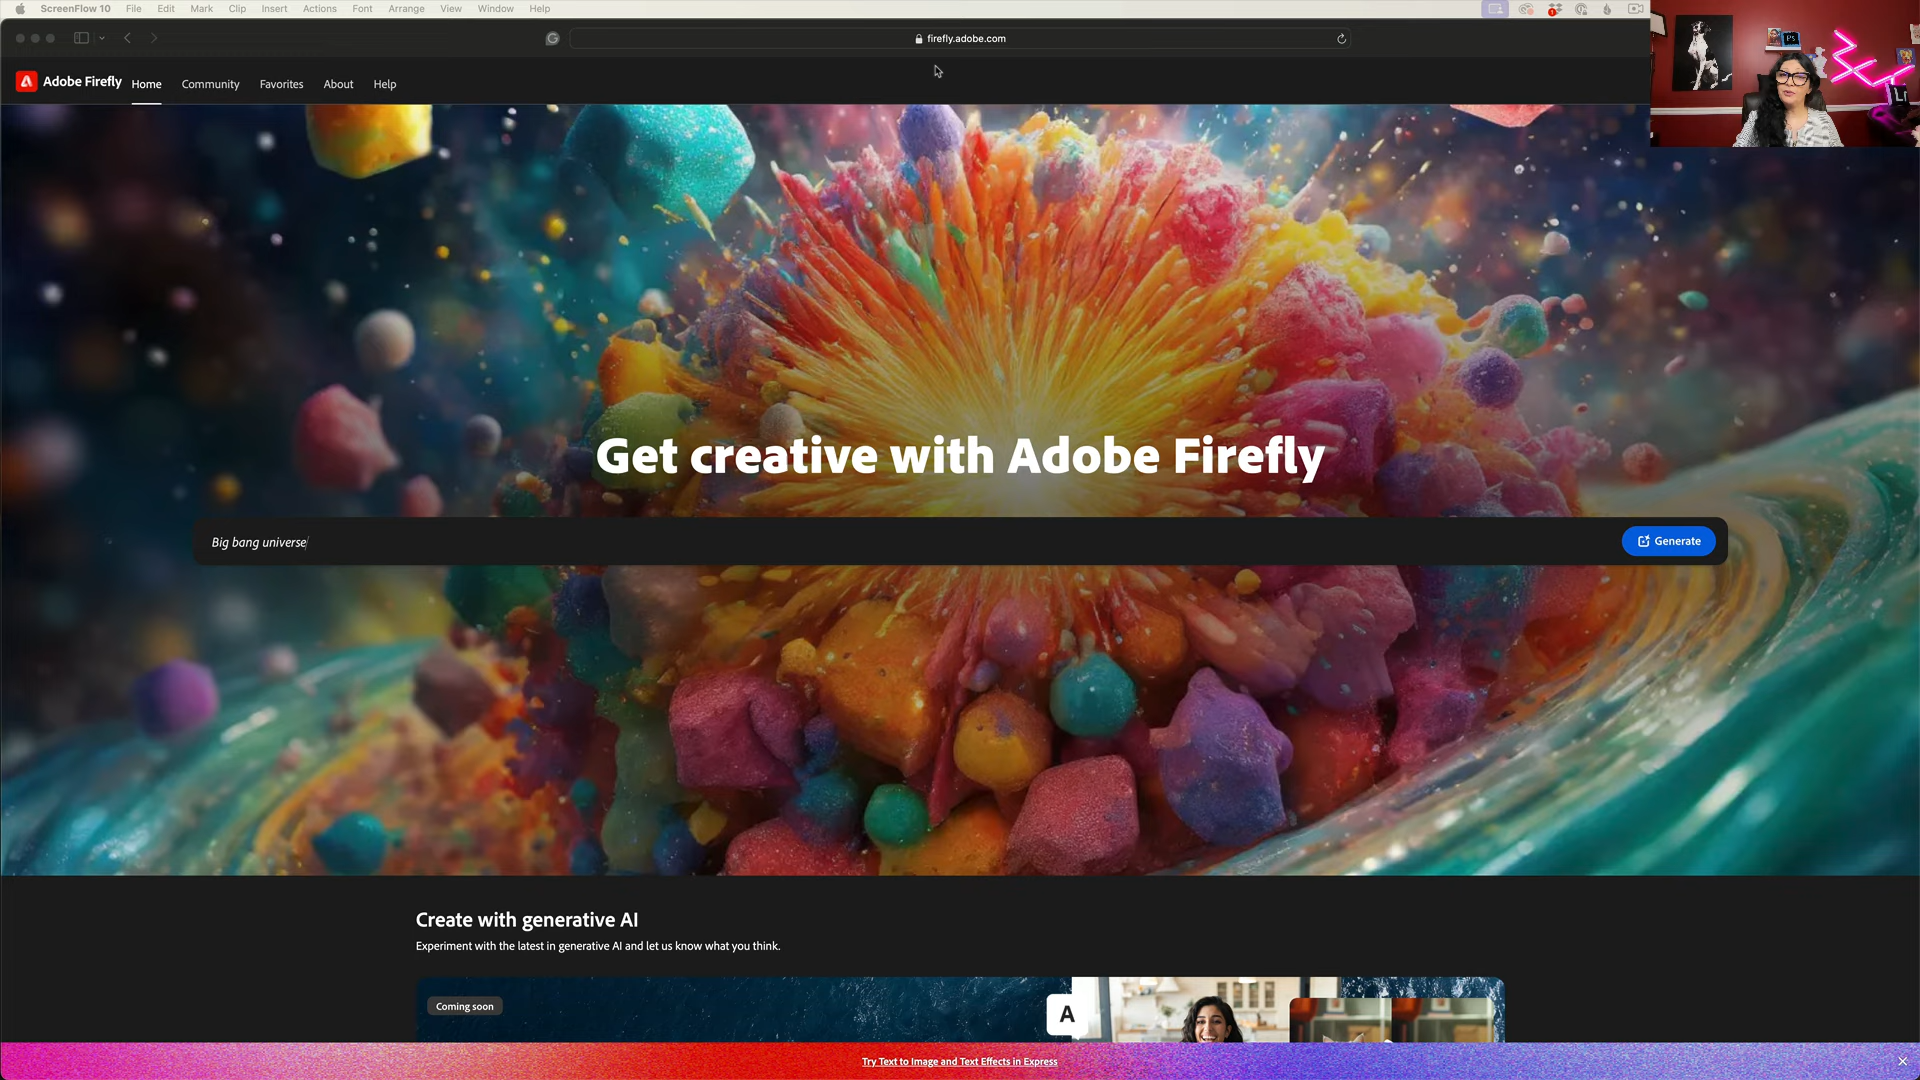 ScreenFlow 10 File Edit Mark Clip Insert Actions Font Arrange View Window Help
firefly.adobe.com
Adobe Firefly Home Community Favorites About Help
Ps
Lr
Get creative with Adobe Firefly
Big bang universe
Generate
Create with generative AI
Experiment with the latest in generative AI and let us know what you think.
Coming soon
A
Try Text to Image and Text Effects in Express